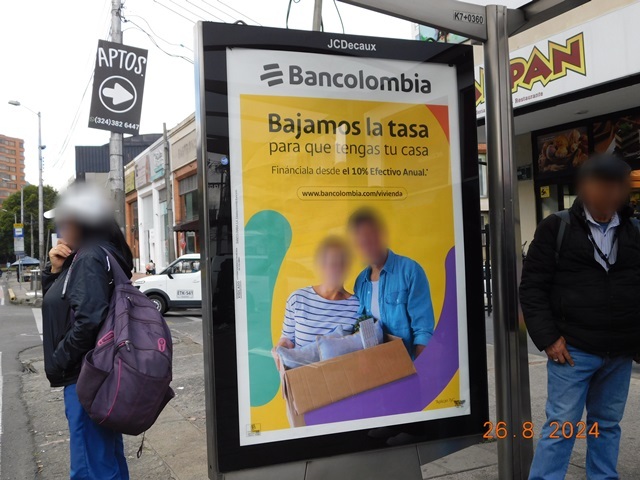 K7+0360
JCDecaux
APTOS.
(324)382 6447
PAN
Restaurante
Bancolombia
Bajamos la tasa
para que tengas tu casa
Finánciala desde el 10% Efectivo Anual.*
www.bancolombia.com/vivienda
26. 8. 2024